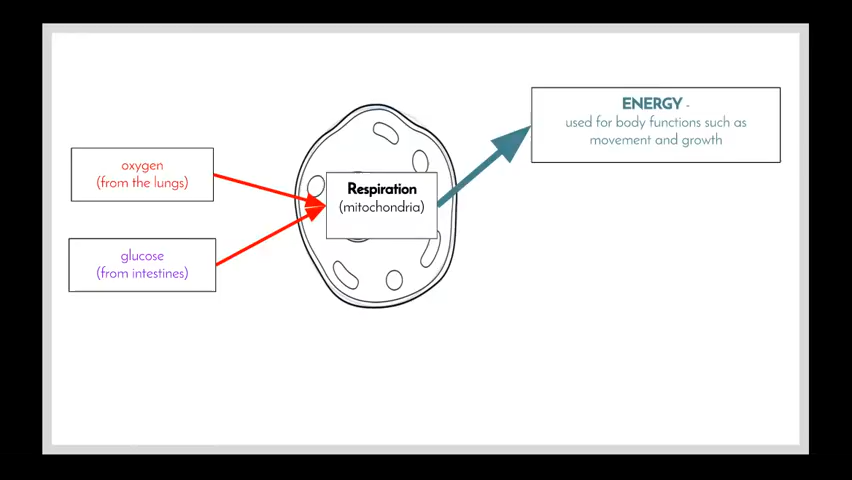 ENERGY -
used for body functions such as
movement and growth
oxygen
(from the lungs)
Respiration
(mitochondria)
glucose
(from intestines)